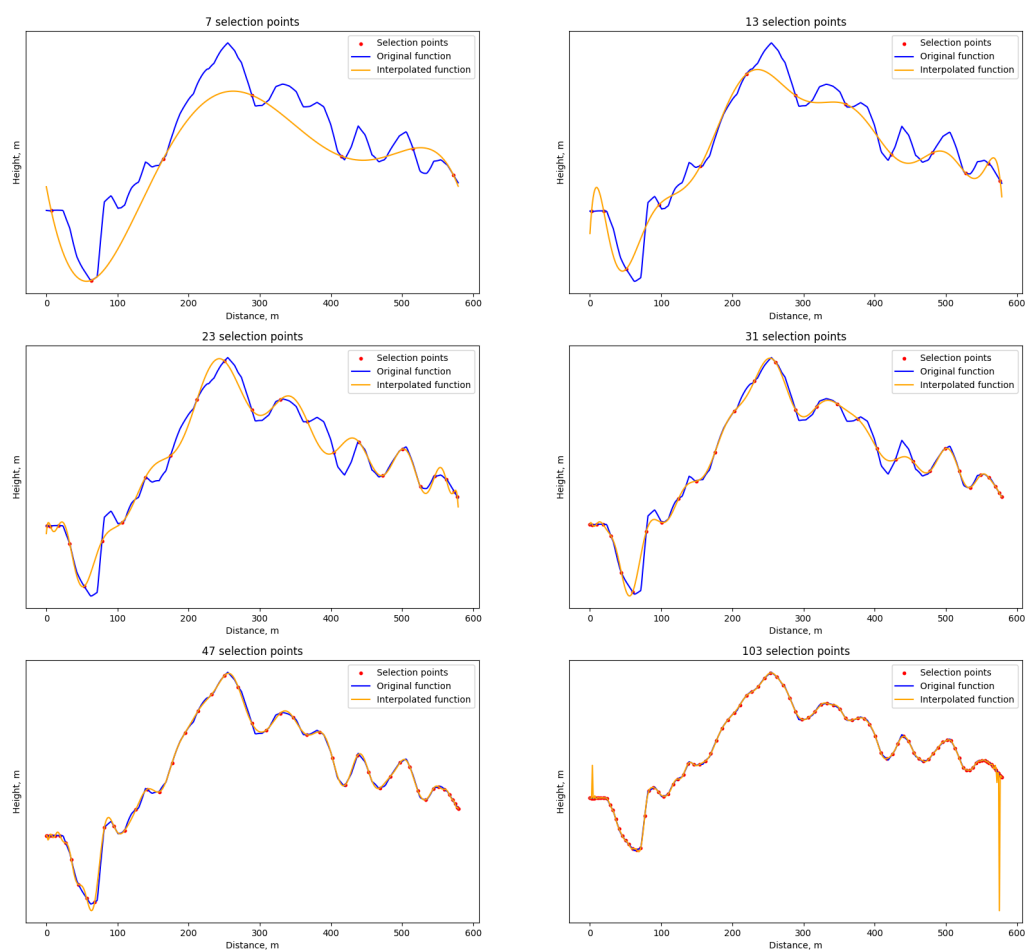 7 selection points
Height, m
Selection points
Original function
Interpolated function
0 100 200 300 400 500 600
Distance, m
13 selection points
Height, m
Selection points
Original function
Interpolated function
0 100 200 300 400 500 600
Distance, m
23 selection points
Height, m
Selection points
Original function
Interpolated function
0 100 200 300 400 500 600
Distance, m
31 selection points
Height, m
Selection points
Original function
Interpolated function
0 100 200 300 400 500 600
Distance, m
47 selection points
Height, m
Selection points
Original function
Interpolated function
0 100 200 300 400 500 600
Distance, m
103 selection points
Height, m
Selection points
Original function
Interpolated function
0 100 200 300 400 500 600
Distance, m